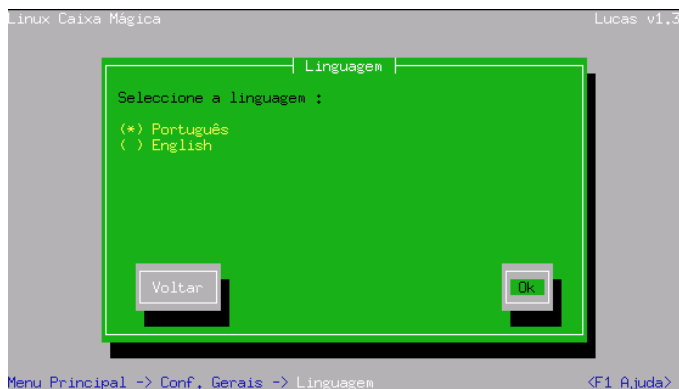 Linux Caixa Mágica Lucas v1.3
Linguagem
Seleccione a linguagem :
(*) Português
( ) English
Voltar Ok
Menu Principal -> Conf. Gerais -> Linguagem <F1 Ajuda>